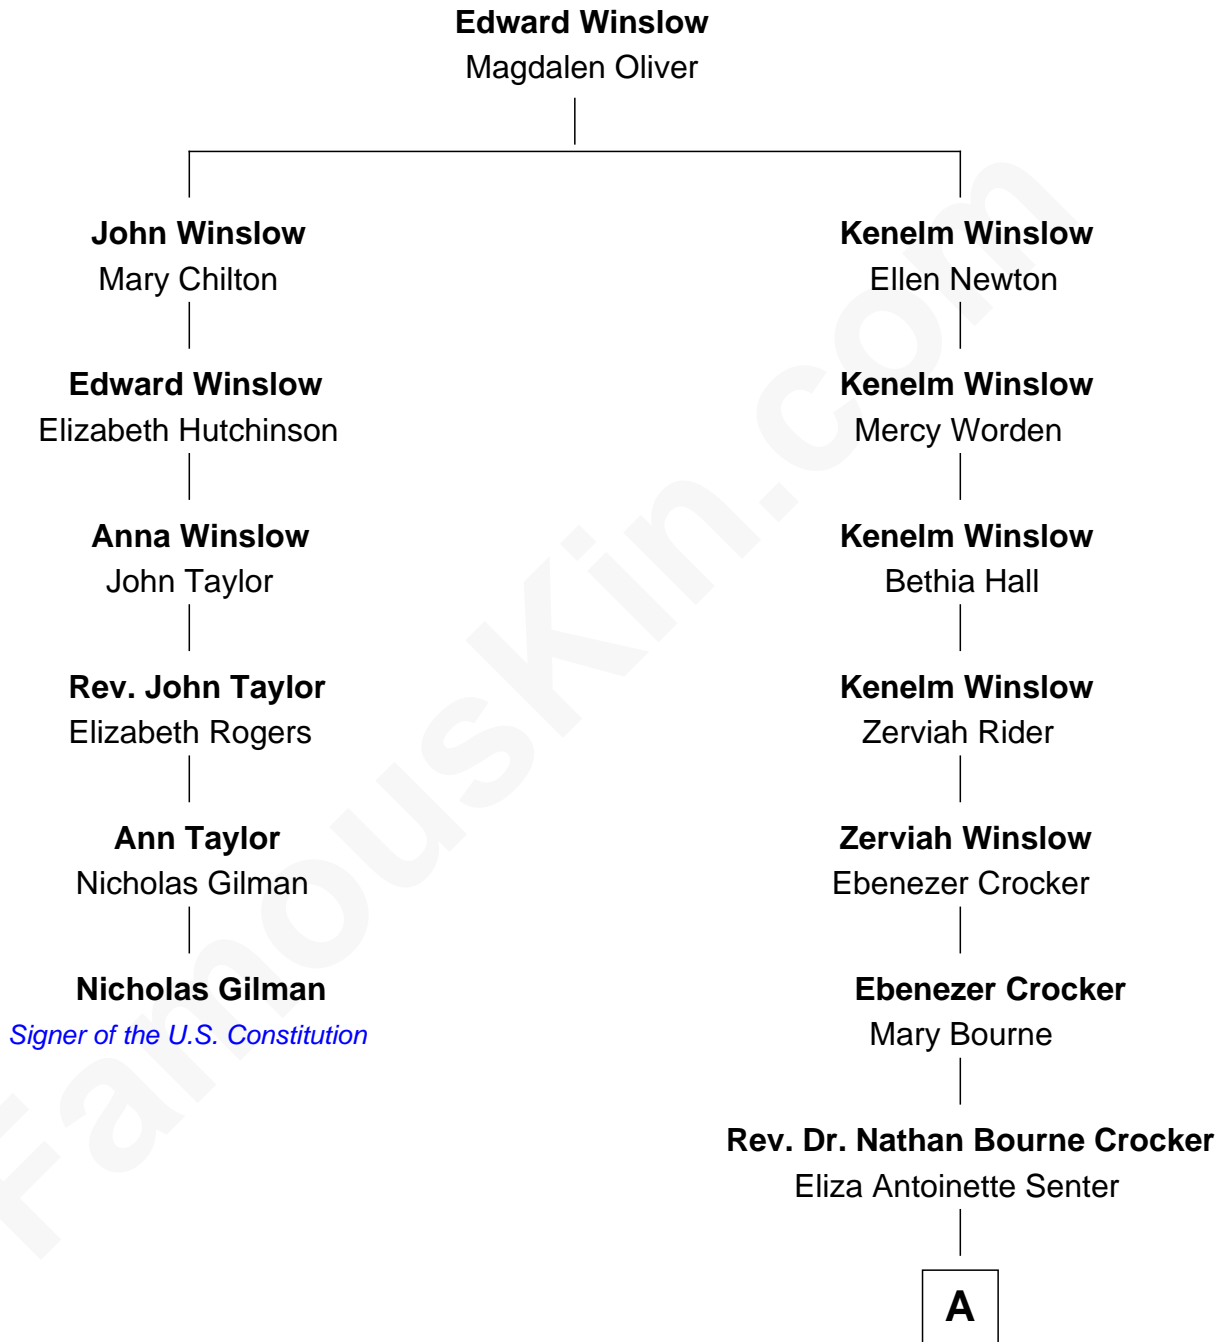 Edward Winslow
Magdalen Oliver
John Winslow
Mary Chilton
Kenelm Winslow
Ellen Newton
Edward Winslow
Elizabeth Hutchinson
Kenelm Winslow
Mercy Worden
Anna Winslow
John Taylor
Kenelm Winslow
Bethia Hall
Rev. John Taylor
Elizabeth Rogers
Kenelm Winslow
Zerviah Rider
Ann Taylor
Nicholas Gilman
Zerviah Winslow
Ebenezer Crocker
Nicholas Gilman
Signer of the U.S. Constitution
Ebenezer Crocker
Mary Bourne
Rev. Dr. Nathan Bourne Crocker
Eliza Antoinette Senter
A
FamousKin.com